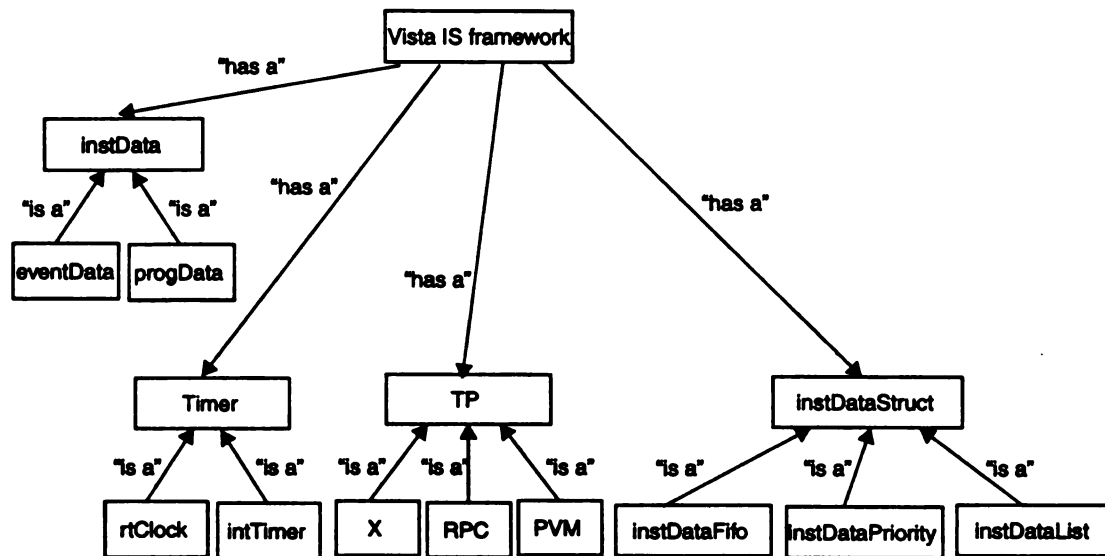 Vista IS framework
“has a”
instData
“has a”
“is a”
“is a”
“has a”
eventData
progData
“has a”
Timer
TP
instDataStruct
“is a”
“is a”
“is a”
“is a”
“is a”
“is a”
“is a”
“is a”
rtClock
intTimer
X
RPC
PVM
instDataFifo
instDataPriority
instDataList